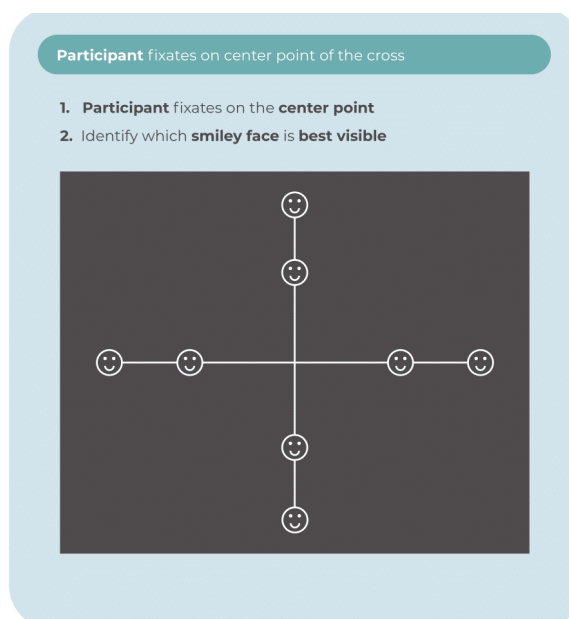 Participant fixates on center point of the cross
1. Participant fixates on the center point
2. Identify which smiley face is best visible